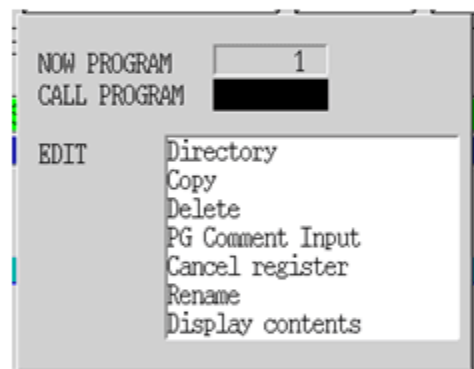 NOW PROGRAM 1
CALL PROGRAM
EDIT
Directory
Copy
Delete
PG Comment Input
Cancel register
Rename
Display contents